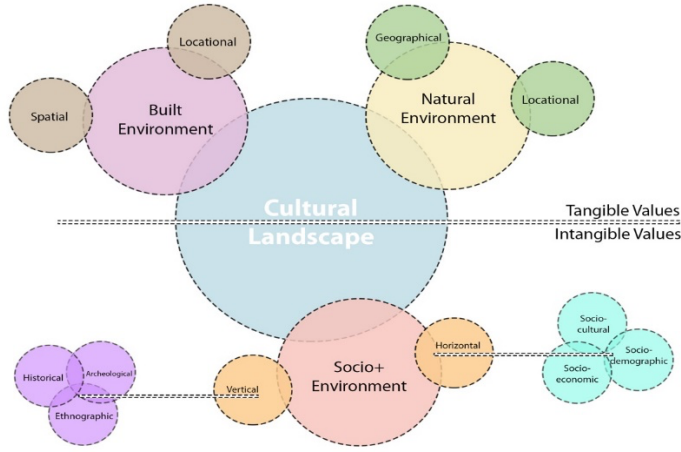 Locational
Geographical
Spatial
Built
Environment
Natural
Environment
Locational
Cultural
Landscape
Tangible Values
Intangible Values
Socio-
cultural
Horizontal
Socio-
demographic
Socio-
economic
Historical
Archeological
Ethnographic
Vertical
Socio+
Environment